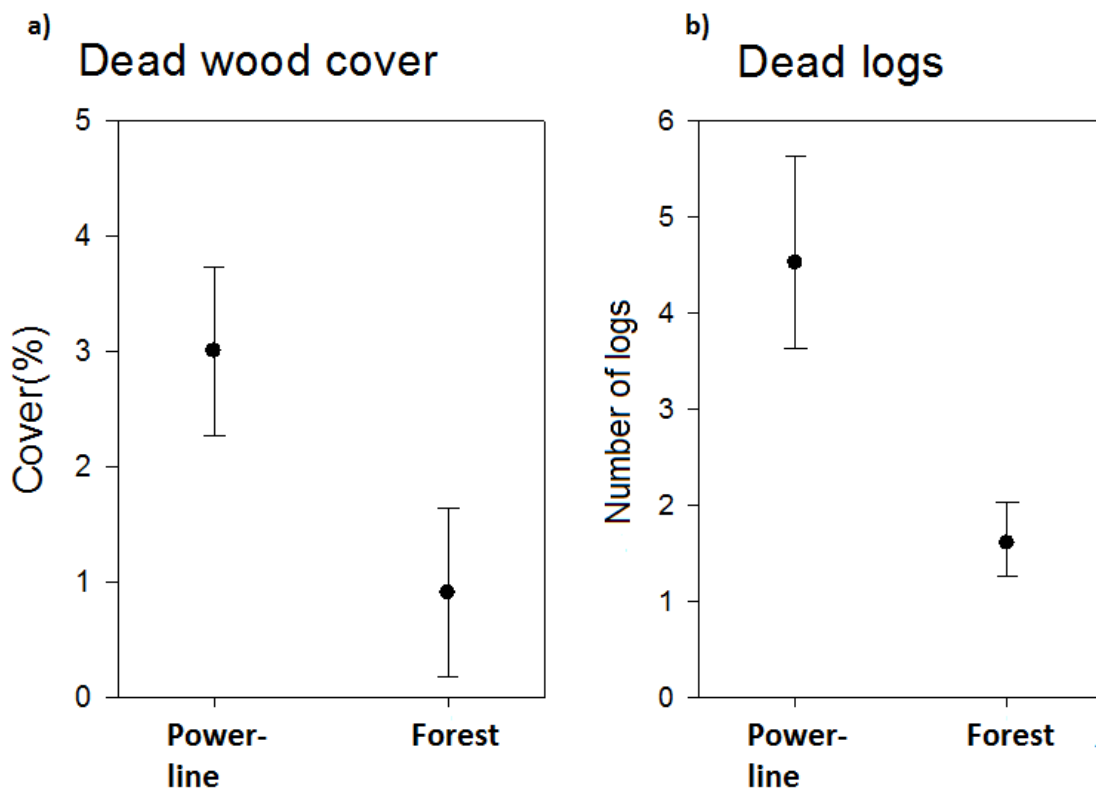 a)
Dead wood cover
5
4
3
2
1
0
Cover(%)
Power-
line
Forest
b)
Dead logs
6
5
4
3
2
1
0
Number of logs
Power-
line
Forest